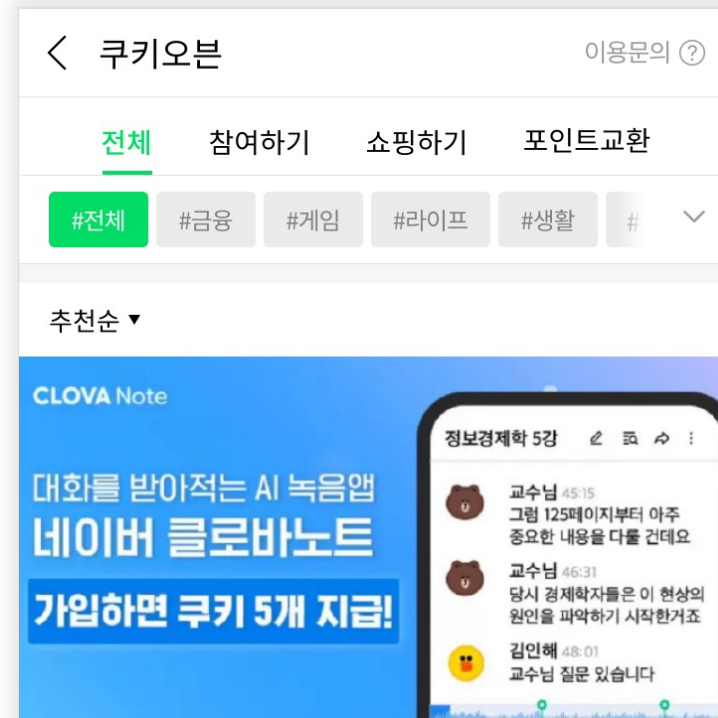 쿠키오븐
이용문의 ?
전체 참여하기 쇼핑하기 포인트교환
#전체 #금융 #게임 #라이프 #생활 #
추천순 ▼
CLOVA Note
대화를 받아적는 AI 녹음앱
네이버 클로바노트
가입하면 쿠키 5개 지급!
정보경제학 5강
교수님 45:15
그럼 125페이지부터 아주
중요한 내용을 다룰 건데요
교수님 46:31
당시 경제학자들은 이 현상의
원인을 파악하기 시작한거죠
김인해 48:01
교수님 질문 있습니다